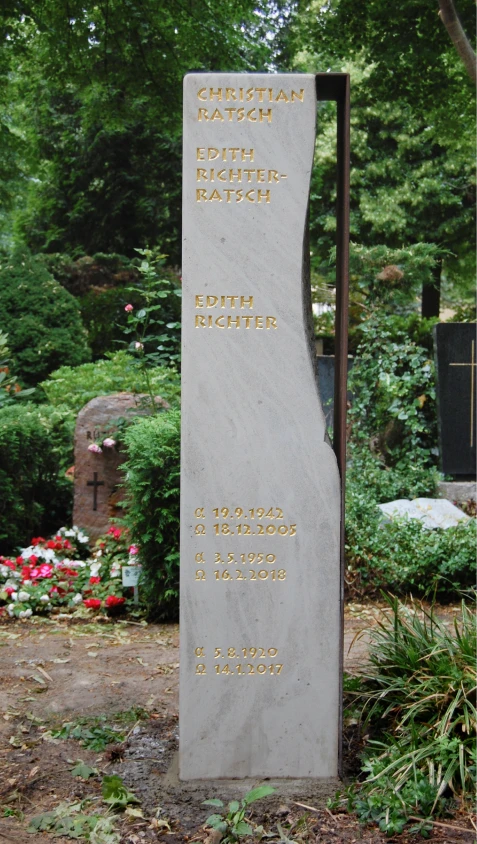 CHRISTIAN
RATSCH
EDITH
RICHTER-
RATSCH
EDITH
RICHTER
Α 19.9.1942
Ω 18.12.2005
Α 3.5.1950
Ω 16.2.2018
Α 5.8.1920
Ω 14.1.2017